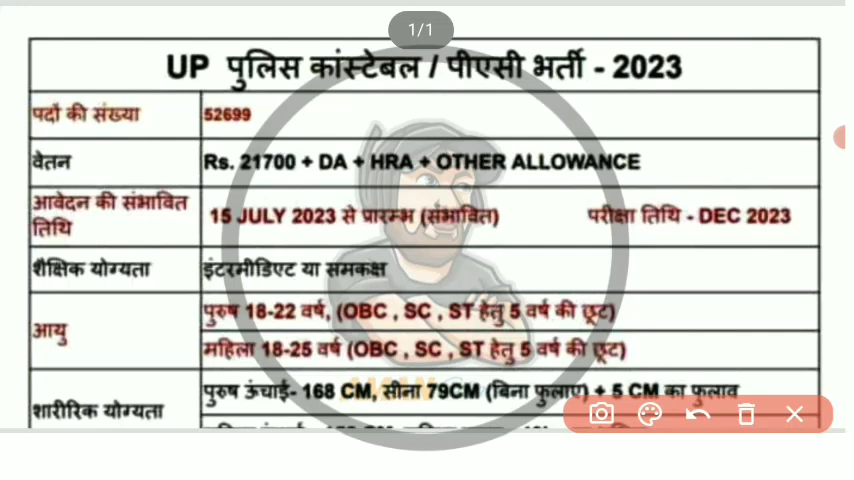 1/1
UP पुलिस कांस्टेबल / पीएसी भर्ती - 2023
पदों की संख्या 52699
वेतन Rs. 21700 + DA + HRA + OTHER ALLOWANCE
आवेदन की संभावित तिथि 15 JULY 2023 से प्रारम्भ (संभावित) परीक्षा तिथि - DEC 2023
शैक्षिक योग्यता इंटरमीडिएट या समकक्ष
आयु पुरुष 18-22 वर्ष, (OBC , SC , ST हेतु 5 वर्ष की छूट)
महिला 18-25 वर्ष (OBC , SC , ST हेतु 5 वर्ष की छूट)
शारीरिक योग्यता पुरुष ऊंचाई- 168 CM, सीना 79CM (बिना फुलाए) + 5 CM का फुलाव